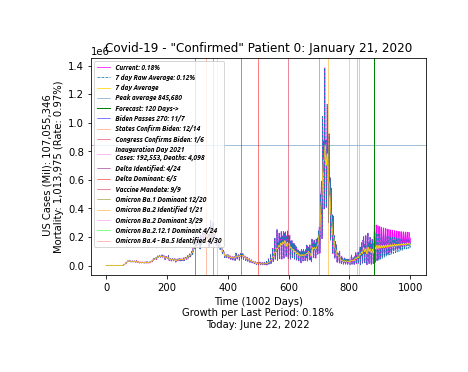 Covid-19 - "Confirmed" Patient 0: January 21, 2020
1e6
1.4
1.2
1.0
0.8
0.6
0.4
0.2
0.0
US Cases (Mil): 107,055,346
Mortality: 1,013,975 (Rate: 0.97%)
Current: 0.18%
7 day Raw Average: 0.12%
7 day Average
Peak average 845,680
Forecast: 120 Days->
Biden Passes 270: 11/7
States Confirm Biden: 12/14
Congress Confirms Biden: 1/6
Inauguration Day 2021
Cases: 192,553, Deaths: 4,098
Delta Identified: 4/24
Delta Dominant: 6/5
Vaccine Mandate: 9/9
Omicron Ba.1 Dominant 12/20
Omicron Ba.2 Identified 1/21
Omicron Ba.2 Dominant 3/29
Omicron Ba.2.12.1 Dominant 4/24
Omicron Ba.4 - Ba.5 Identified 4/30
0 200 400 600 800 1000
Time (1002 Days)
Growth per Last Period: 0.18%
Today: June 22, 2022